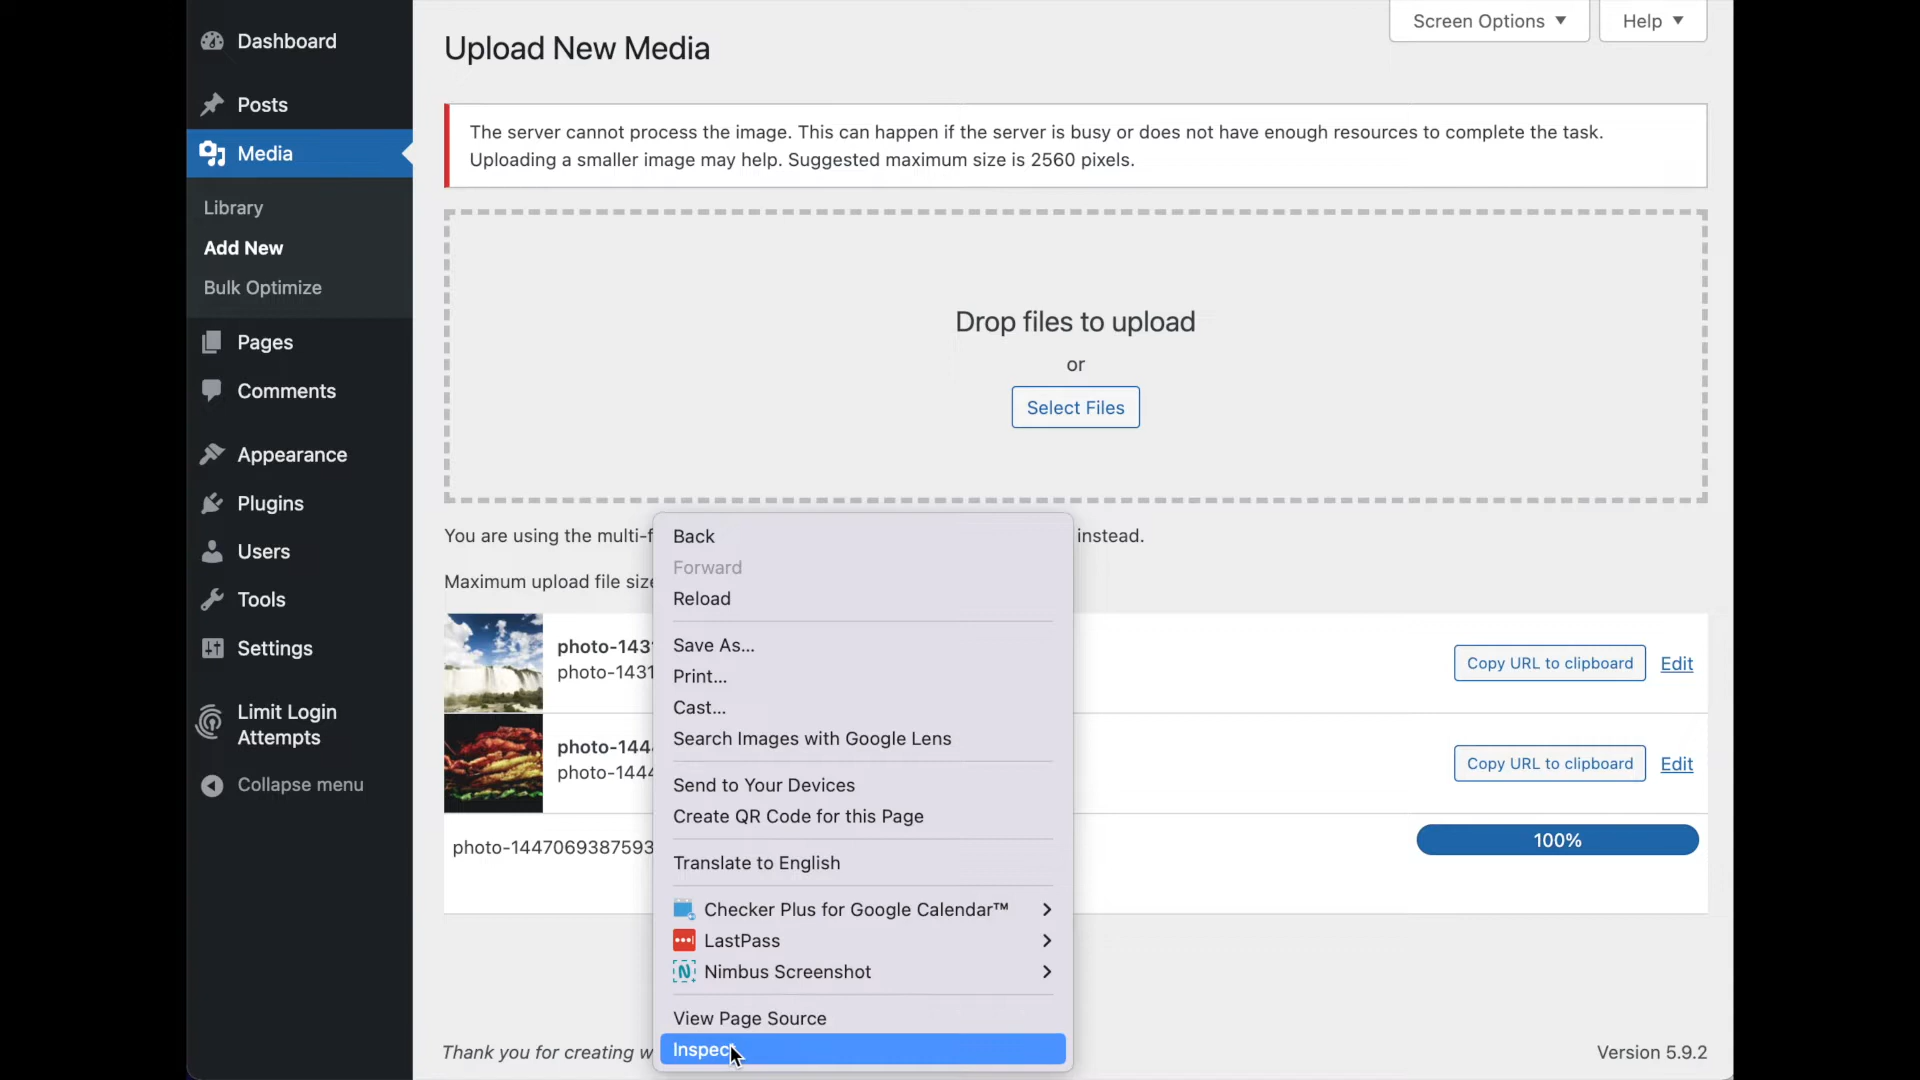 Dashboard
Posts
Media
Library
Add New
Bulk Optimize
Pages
Comments
Appearance
Plugins
Users
Tools
Settings
Limit Login
Attempts
Collapse menu
Screen Options ▼
Help ▼
Upload New Media
The server cannot process the image. This can happen if the server is busy or does not have enough resources to complete the task.
Uploading a smaller image may help. Suggested maximum size is 2560 pixels.
Drop files to upload
or
Select Files
You are using the multi-f instead.
Maximum upload file size
photo-143
photo-1431
Copy URL to clipboard Edit
photo-144
photo-1444
Copy URL to clipboard Edit
photo-1447069387593
100%
Back
Forward
Reload
Save As...
Print...
Cast...
Search Images with Google Lens
Send to Your Devices
Create QR Code for this Page
Translate to English
Checker Plus for Google Calendar™
LastPass
Nimbus Screenshot
View Page Source
Inspect
Thank you for creating w
Version 5.9.2